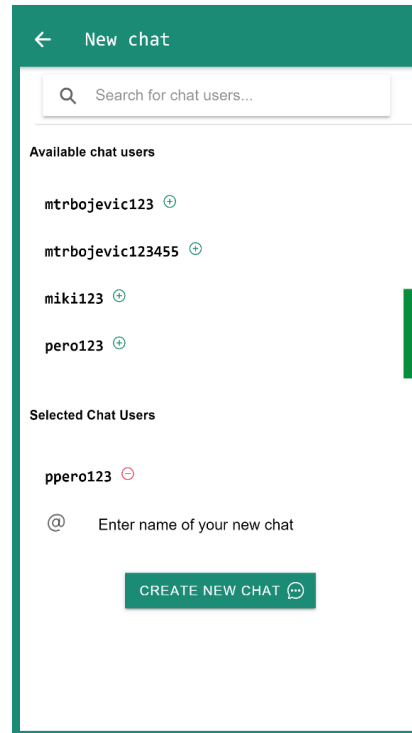 New chat
Search for chat users...
Available chat users
mtrbojevic123
mtrbojevic123455
miki123
pero123
Selected Chat Users
ppero123
@ Enter name of your new chat
CREATE NEW CHAT